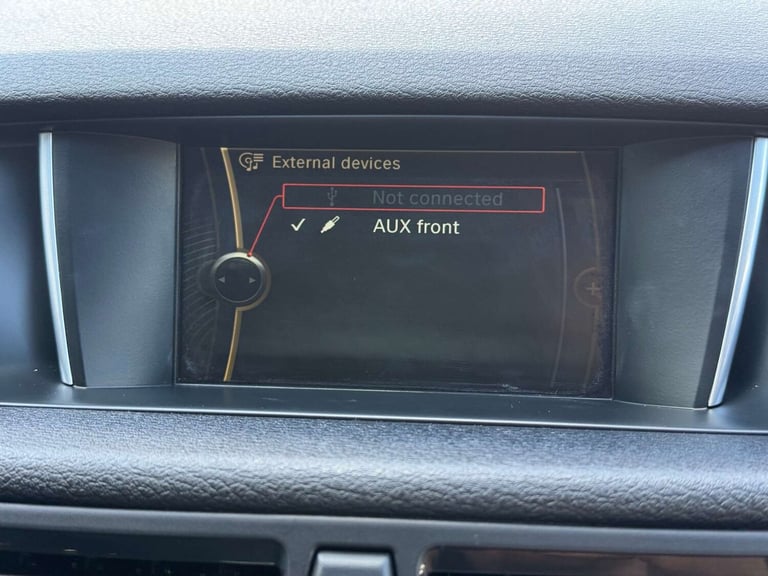 External devices
Not connected
AUX front